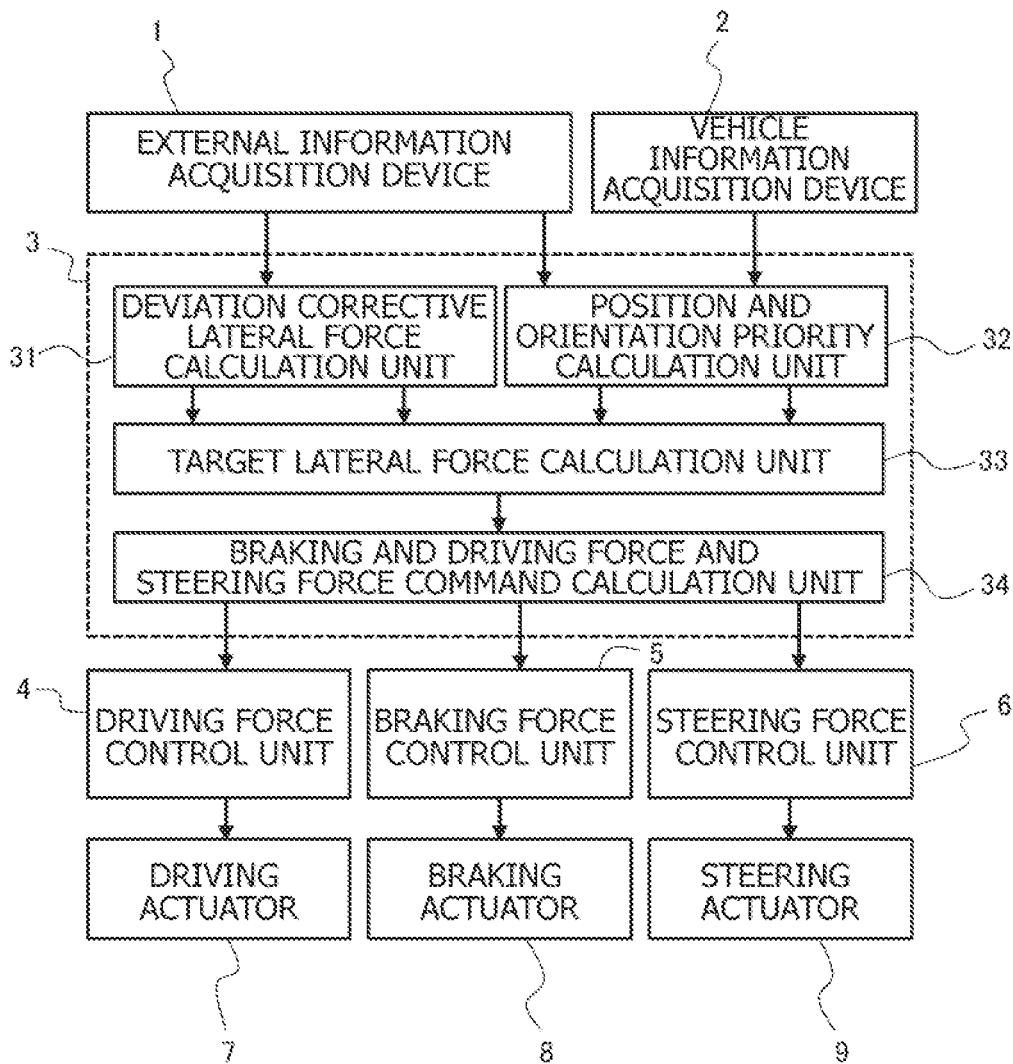 1
2
EXTERNAL INFORMATION
ACQUISITION DEVICE
VEHICLE
INFORMATION
ACQUISITION DEVICE
3
DEVIATION CORRECTIVE
LATERAL FORCE
CALCULATION UNIT
31
POSITION AND
ORIENTATION PRIORITY
CALCULATION UNIT
32
TARGET LATERAL FORCE CALCULATION UNIT
33
BRAKING AND DRIVING FORCE AND
STEERING FORCE COMMAND CALCULATION UNIT
34
4
DRIVING FORCE
CONTROL UNIT
5
BRAKING FORCE
CONTROL UNIT
STEERING FORCE
CONTROL UNIT
6
DRIVING
ACTUATOR
BRAKING
ACTUATOR
STEERING
ACTUATOR
7
8
9